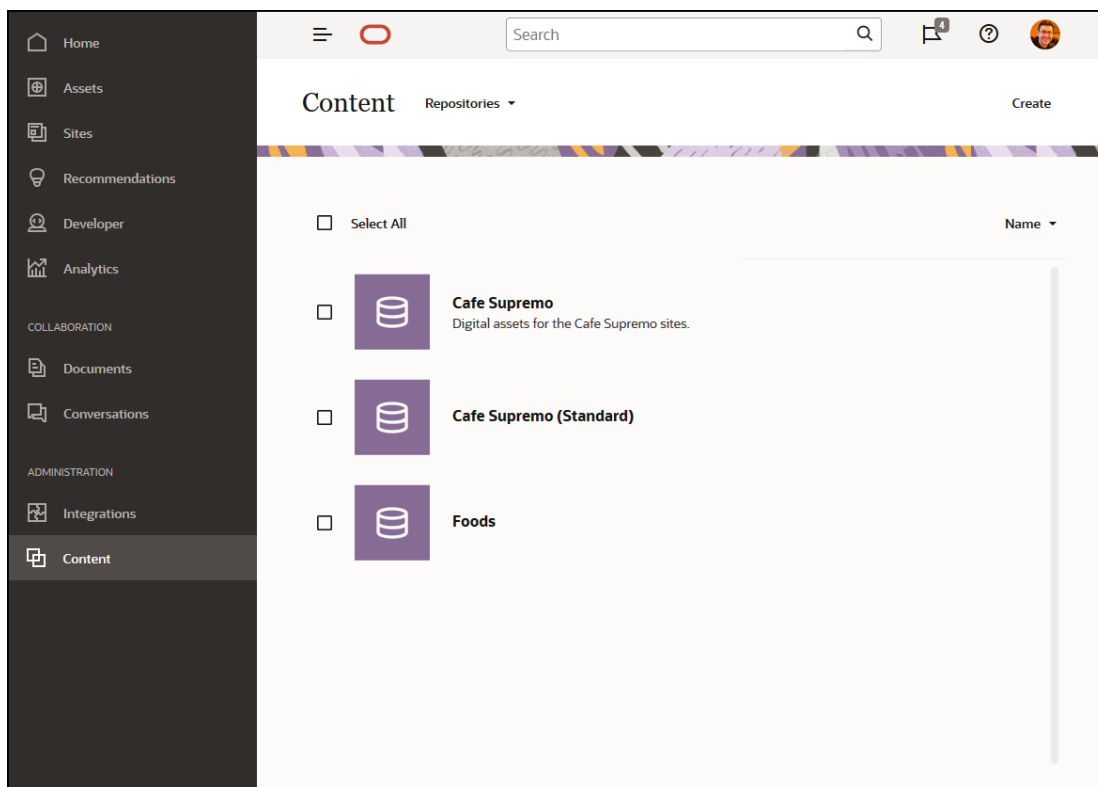 Home
Assets
Sites
Recommendations
Developer
Analytics
COLLABORATION
Documents
Conversations
ADMINISTRATION
Integrations
Content
Search
4
Content
Repositories
Create
Select All
Name
Cafe Supremo
Digital assets for the Cafe Supremo sites.
Cafe Supremo (Standard)
Foods